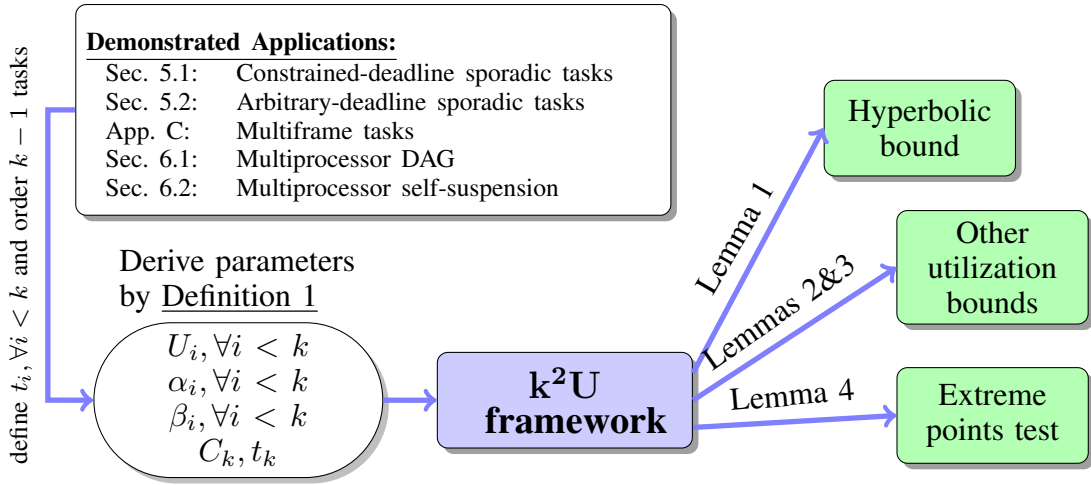 define t_i, ∀i < k and order k − 1 tasks
Demonstrated Applications:
Sec. 5.1: Constrained-deadline sporadic tasks
Sec. 5.2: Arbitrary-deadline sporadic tasks
App. C: Multiframe tasks
Sec. 6.1: Multiprocessor DAG
Sec. 6.2: Multiprocessor self-suspension
Derive parameters
by Definition 1
U_i, ∀i < k
α_i, ∀i < k
β_i, ∀i < k
C_k, t_k
k²U
framework
Lemma 1
Lemmas 2&3
Lemma 4
Hyperbolic
bound
Other
utilization
bounds
Extreme
points test